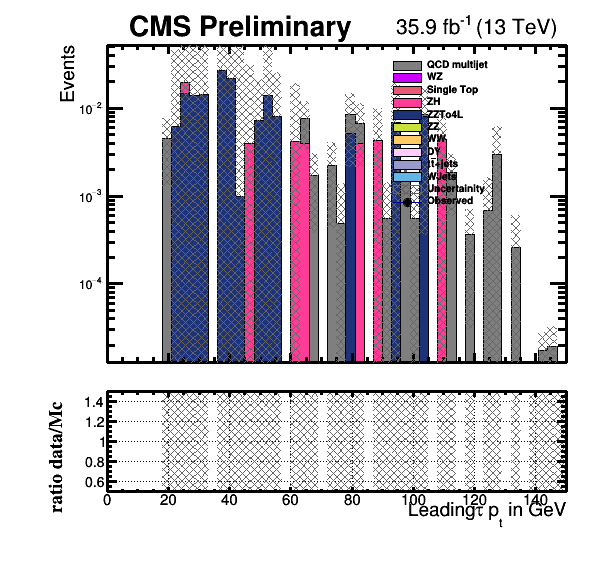 CMS Preliminary 35.9 fb⁻¹ (13 TeV)
Events
10⁻²
10⁻³
10⁻⁴
QCD multijet
WZ
Single Top
ZH
ZZTo4L
ZZ
WW
DY
tt+jets
WJets
Uncertainity
Observed
ratio data/Mc
1.4
1.2
1
0.8
0.6
0 20 40 60 80 100 120 140
Leadingτ pₜ in GeV